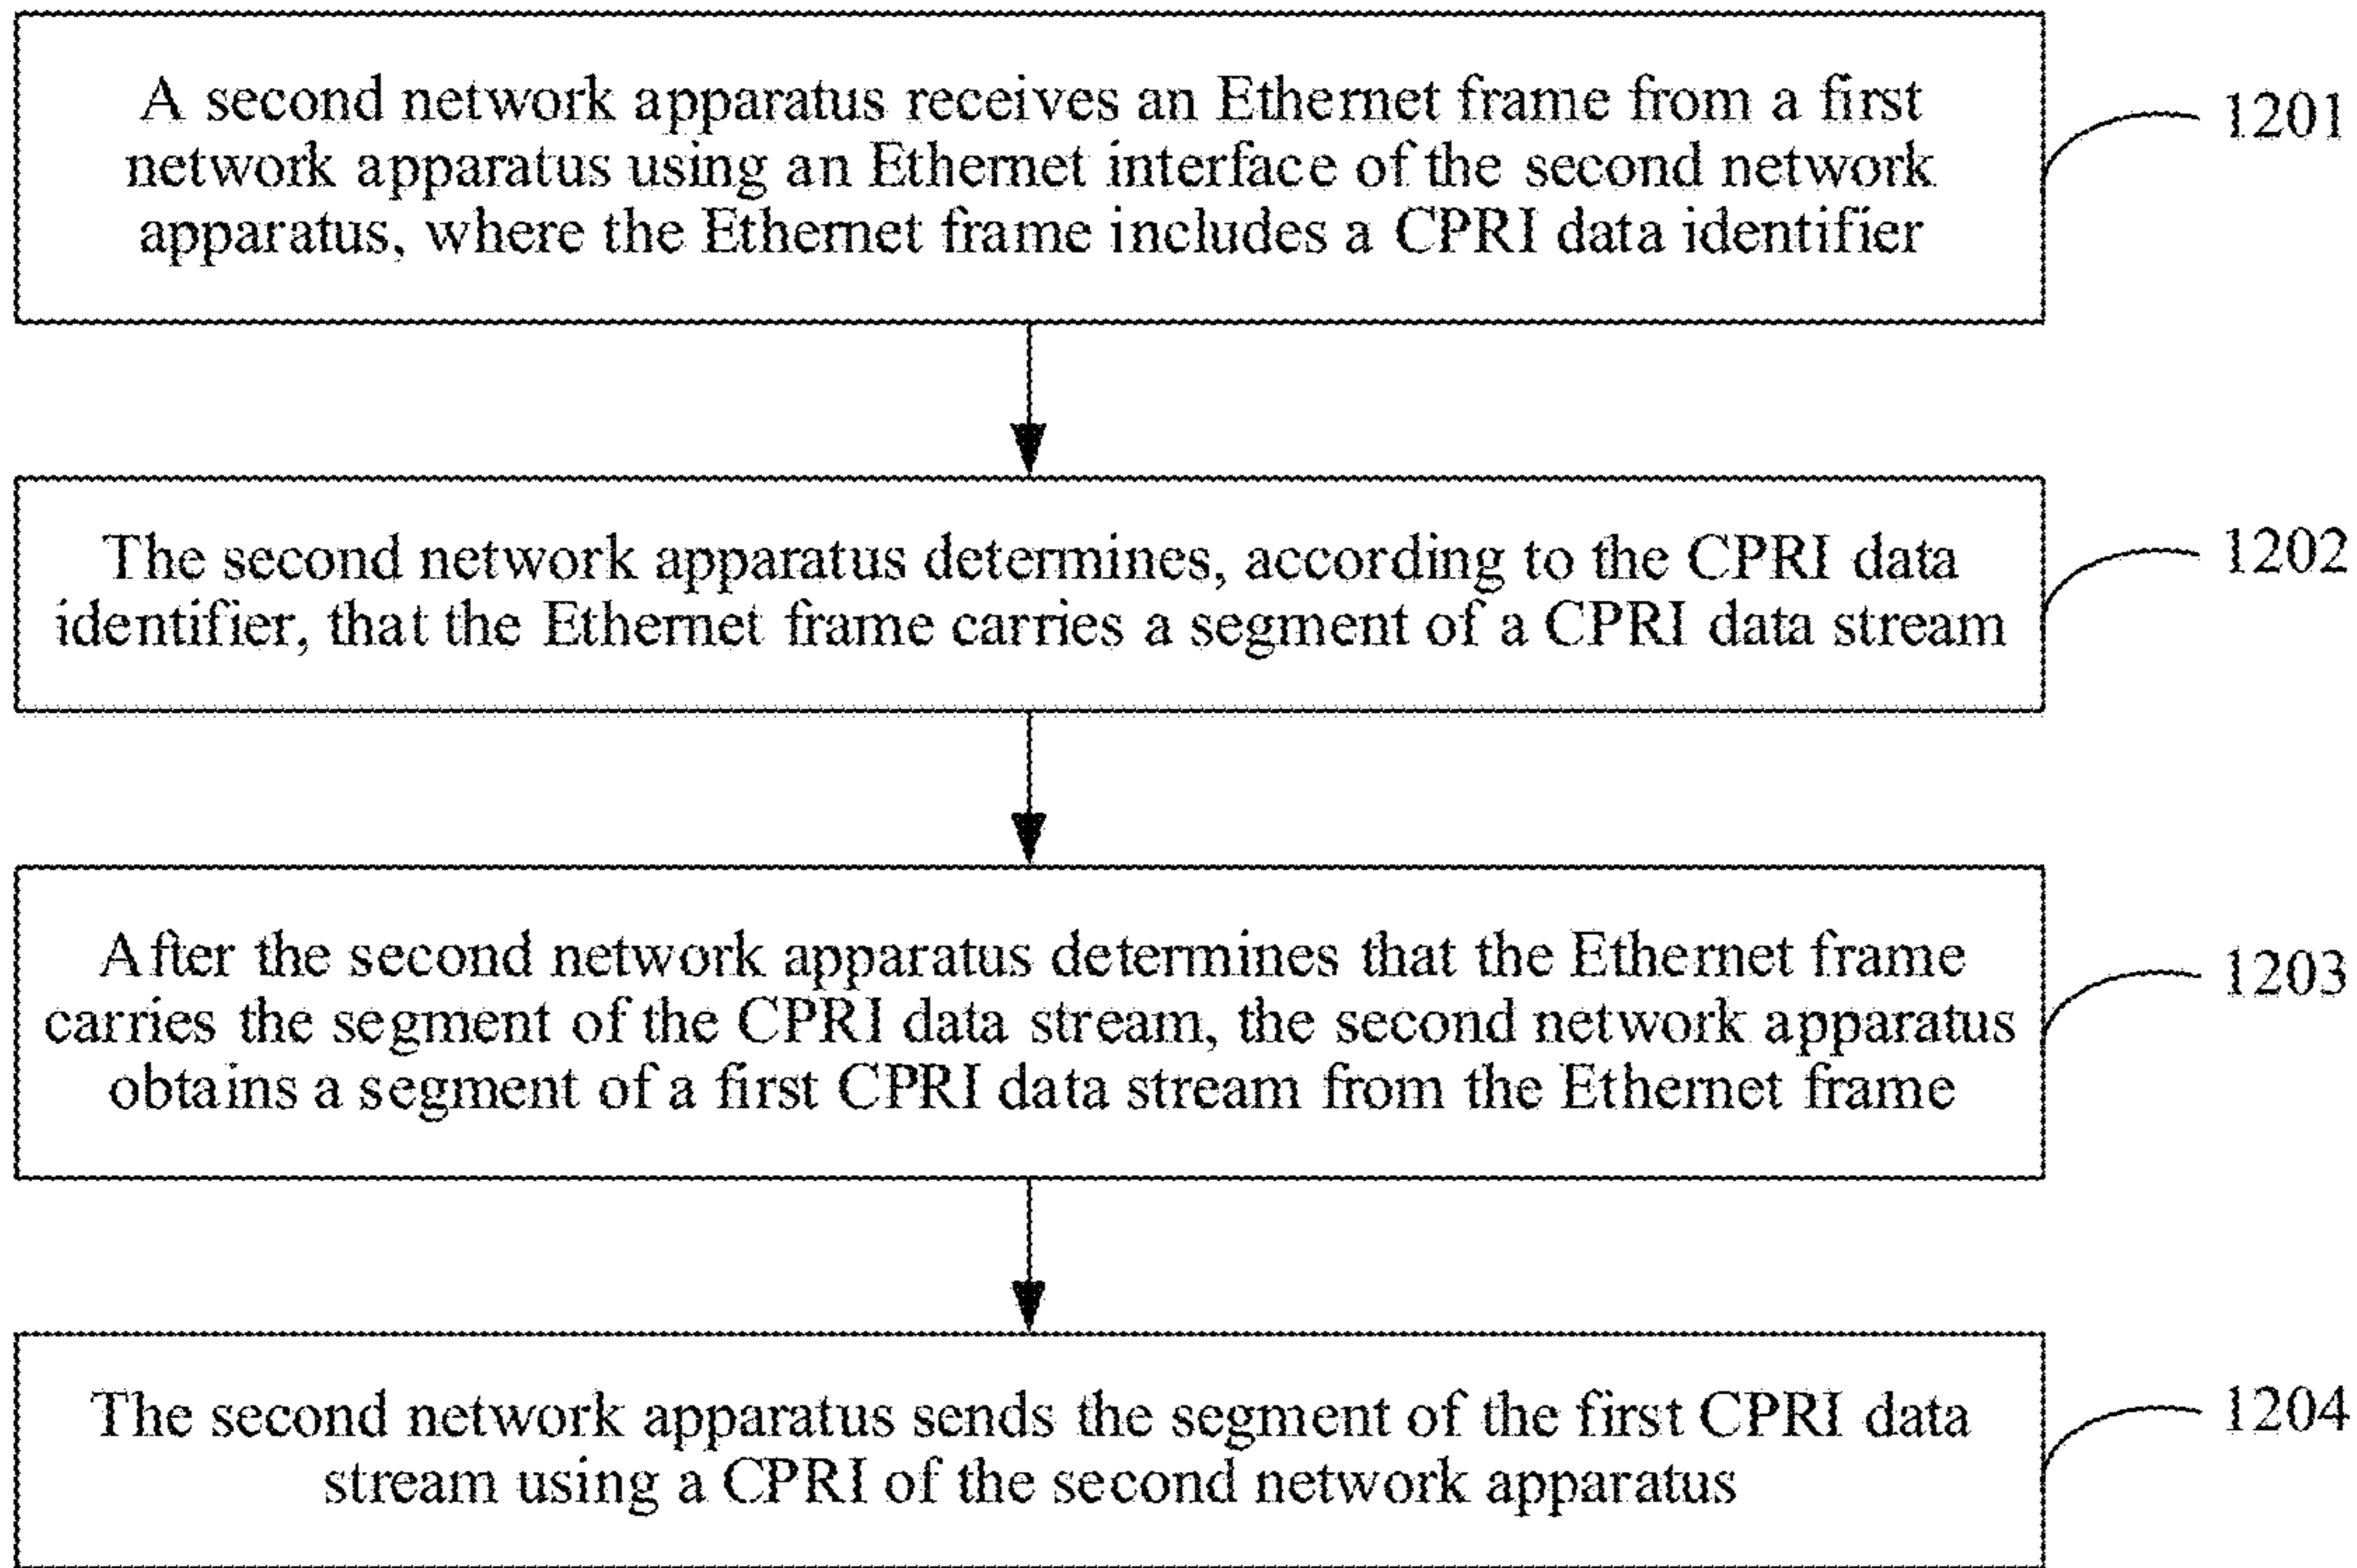 A second network apparatus receives an Ethernet frame from a first
network apparatus using an Ethernet interface of the second network
apparatus, where the Ethernet frame includes a CPRI data identifier
1201
The second network apparatus determines, according to the CPRI data
identifier, that the Ethernet frame carries a segment of a CPRI data stream
1202
After the second network apparatus determines that the Ethernet frame
carries the segment of the CPRI data stream, the second network apparatus
obtains a segment of a first CPRI data stream from the Ethernet frame
1203
The second network apparatus sends the segment of the first CPRI data
stream using a CPRI of the second network apparatus
1204